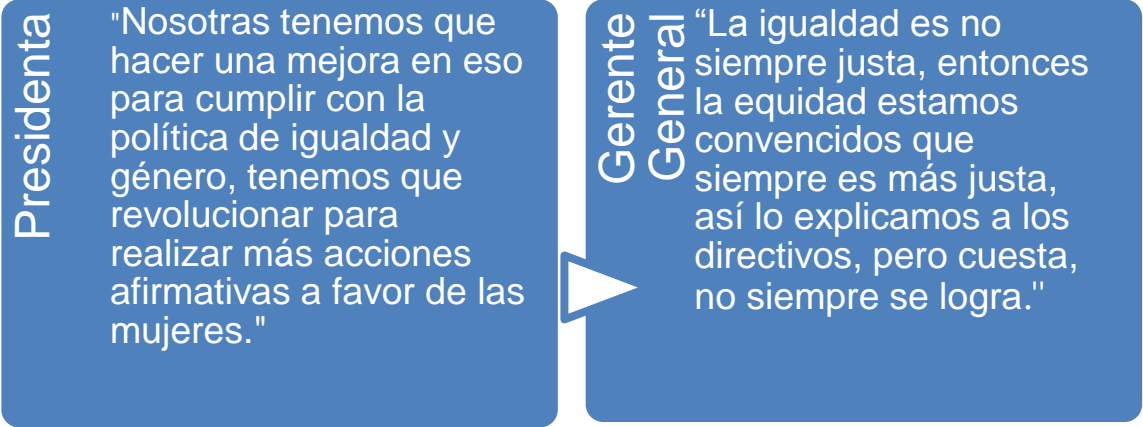 Presidenta
"Nosotras tenemos que
hacer una mejora en eso
para cumplir con la
política de igualdad y
género, tenemos que
revolucionar para
realizar más acciones
afirmativas a favor de las
mujeres."
Gerente
General
“La igualdad es no
siempre justa, entonces
la equidad estamos
convencidos que
siempre es más justa,
así lo explicamos a los
directivos, pero cuesta,
no siempre se logra.”